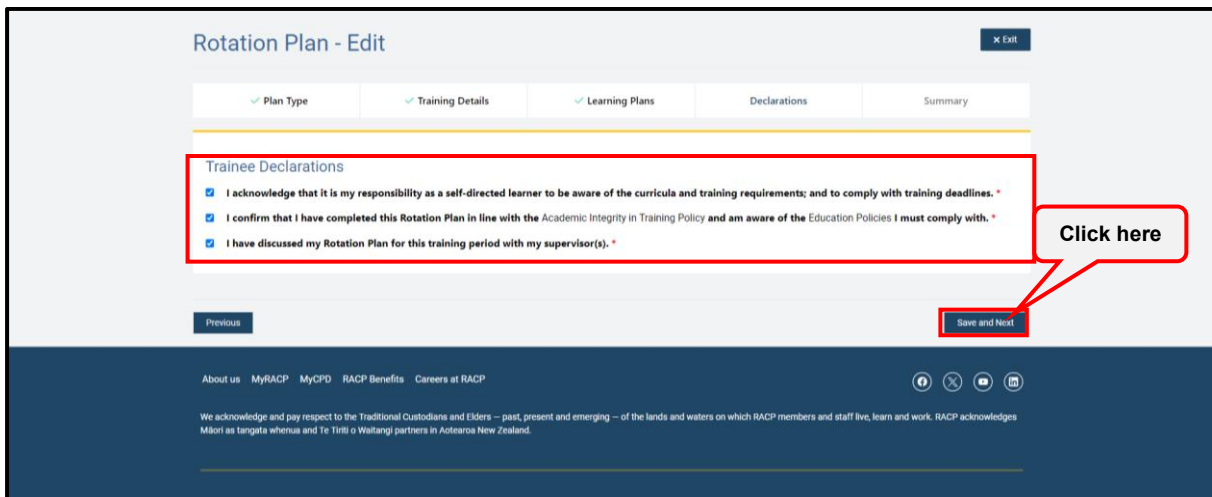 Rotation Plan - Edit
× Exit
✓ Plan Type
✓ Training Details
✓ Learning Plans
Declarations
Summary
Trainee Declarations
I acknowledge that it is my responsibility as a self-directed learner to be aware of the curricula and training requirements; and to comply with training deadlines. *
I confirm that I have completed this Rotation Plan in line with the Academic Integrity in Training Policy and am aware of the Education Policies I must comply with. *
I have discussed my Rotation Plan for this training period with my supervisor(s). *
Click here
Previous
Save and Next
About us MyRACP MyCPD RACP Benefits Careers at RACP
We acknowledge and pay respect to the Traditional Custodians and Elders – past, present and emerging – of the lands and waters on which RACP members and staff live, learn and work. RACP acknowledges
Māori as tangata whenua and Te Tiriti o Waitangi partners in Aotearoa New Zealand.